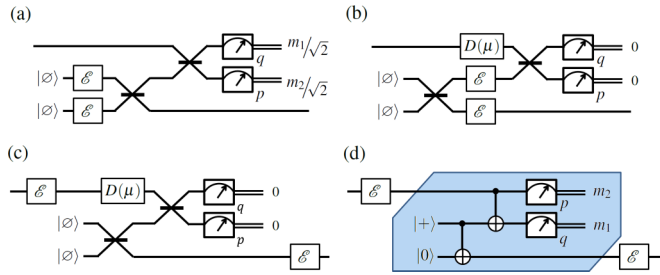 (a)
m₁/√2
q
|∅⟩ ℰ
m₂/√2
p
|∅⟩ ℰ
(b)
D(μ)
0
q
|∅⟩ ℰ
0
p
|∅⟩ ℰ
(c)
ℰ D(μ)
0
q
|∅⟩
0
p
|∅⟩
ℰ
(d)
ℰ
m₂
p
|+⟩
m₁
q
|0⟩
ℰ